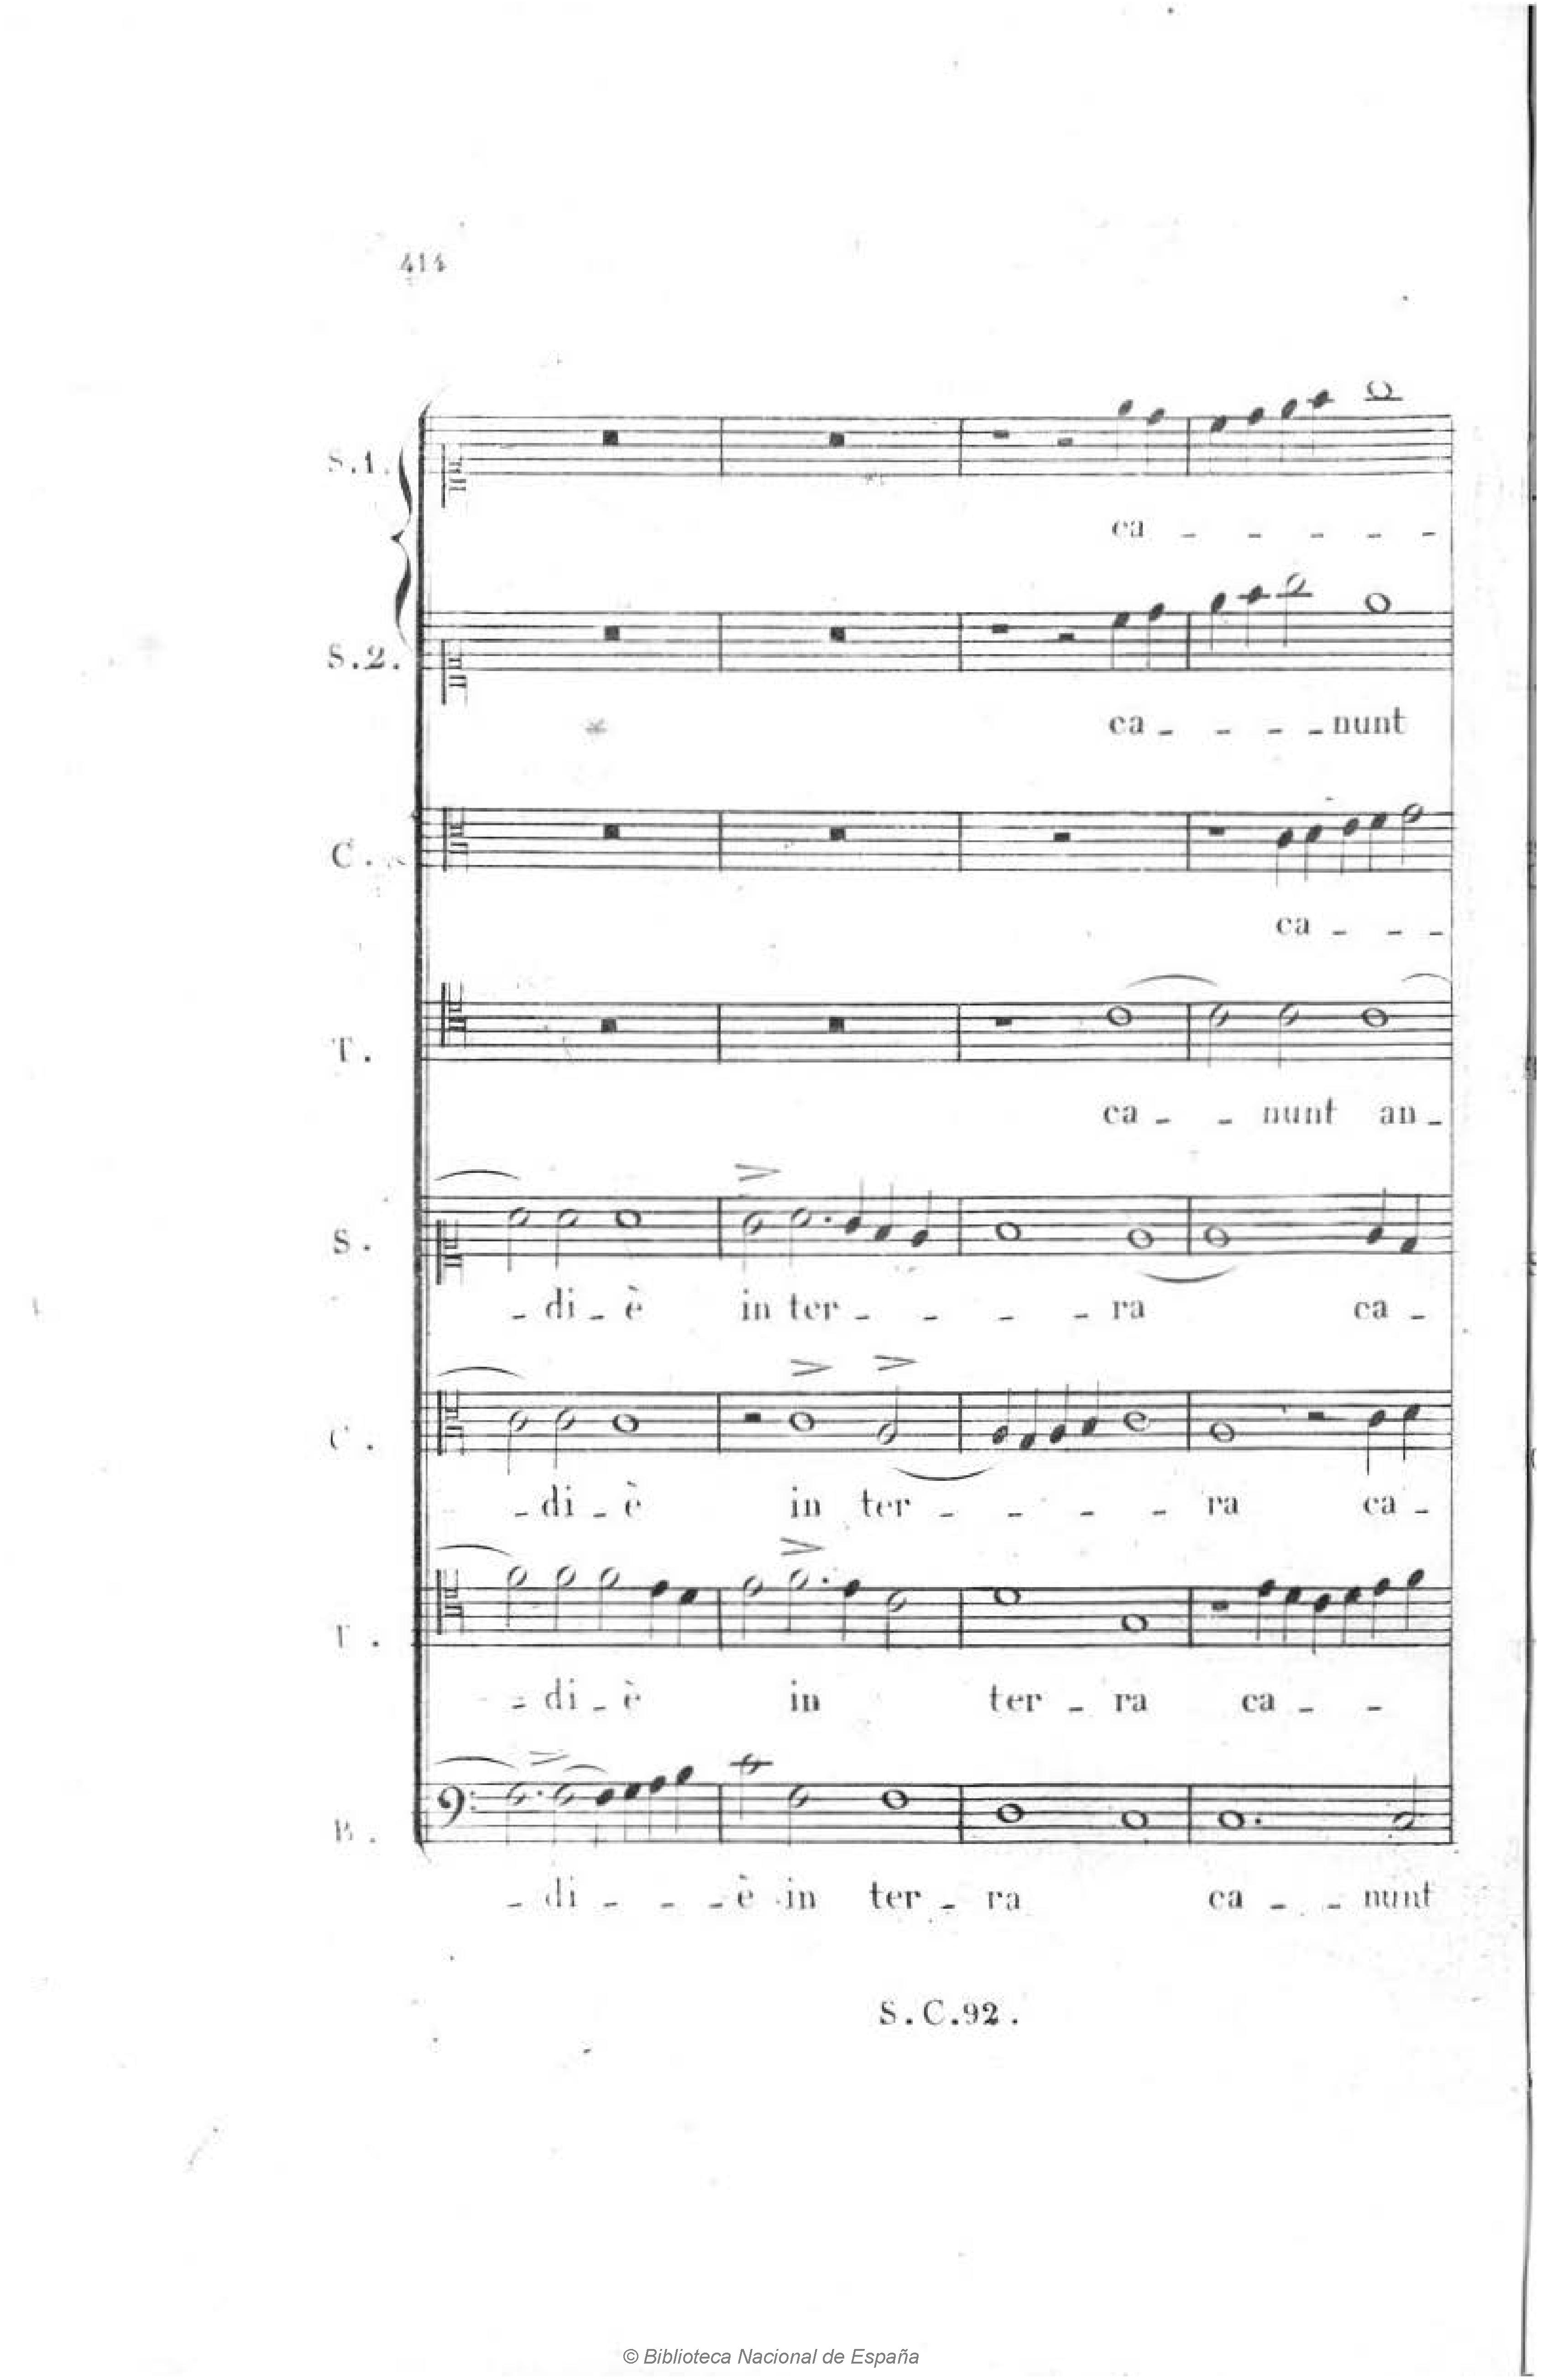 S.1.
ca - - - - -
S.2.
ca - - - - nunt
C.
ca - - -
T.
ca - - nunt an -
S.
- di - è in ter - - - - ra ca -
C.
- di - è in ter - - - - ra ca -
T.
- di - è in ter - ra ca - -
B.
- di - - - è in ter - ra ca - - nunt
S.C.92.
© Biblioteca Nacional de España